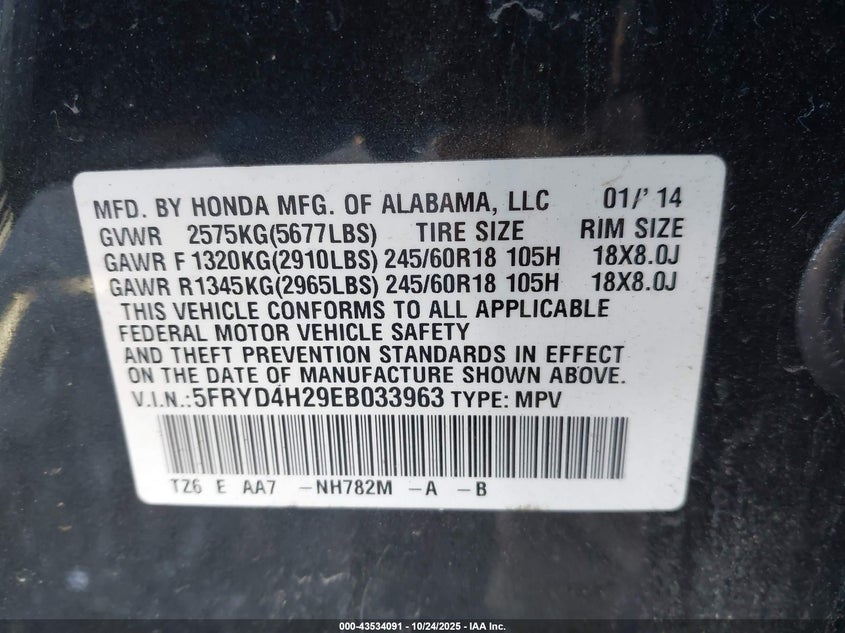 MFD. BY HONDA MFG. OF ALABAMA, LLC 01/' 14
GVWR 2575KG(5677LBS) TIRE SIZE RIM SIZE
GAWR F 1320KG(2910LBS) 245/60R18 105H 18X8.0J
GAWR R1345KG(2965LBS) 245/60R18 105H 18X8.0J
THIS VEHICLE CONFORMS TO ALL APPLICABLE
FEDERAL MOTOR VEHICLE SAFETY
AND THEFT PREVENTION STANDARDS IN EFFECT
ON THE DATE OF MANUFACTURE SHOWN ABOVE.
V.I.N.:5FRYD4H29EB033963 TYPE: MPV
TZ6 E AA7 -NH782M -A -B
000-43534091 - 10/24/2025 - IAA Inc.